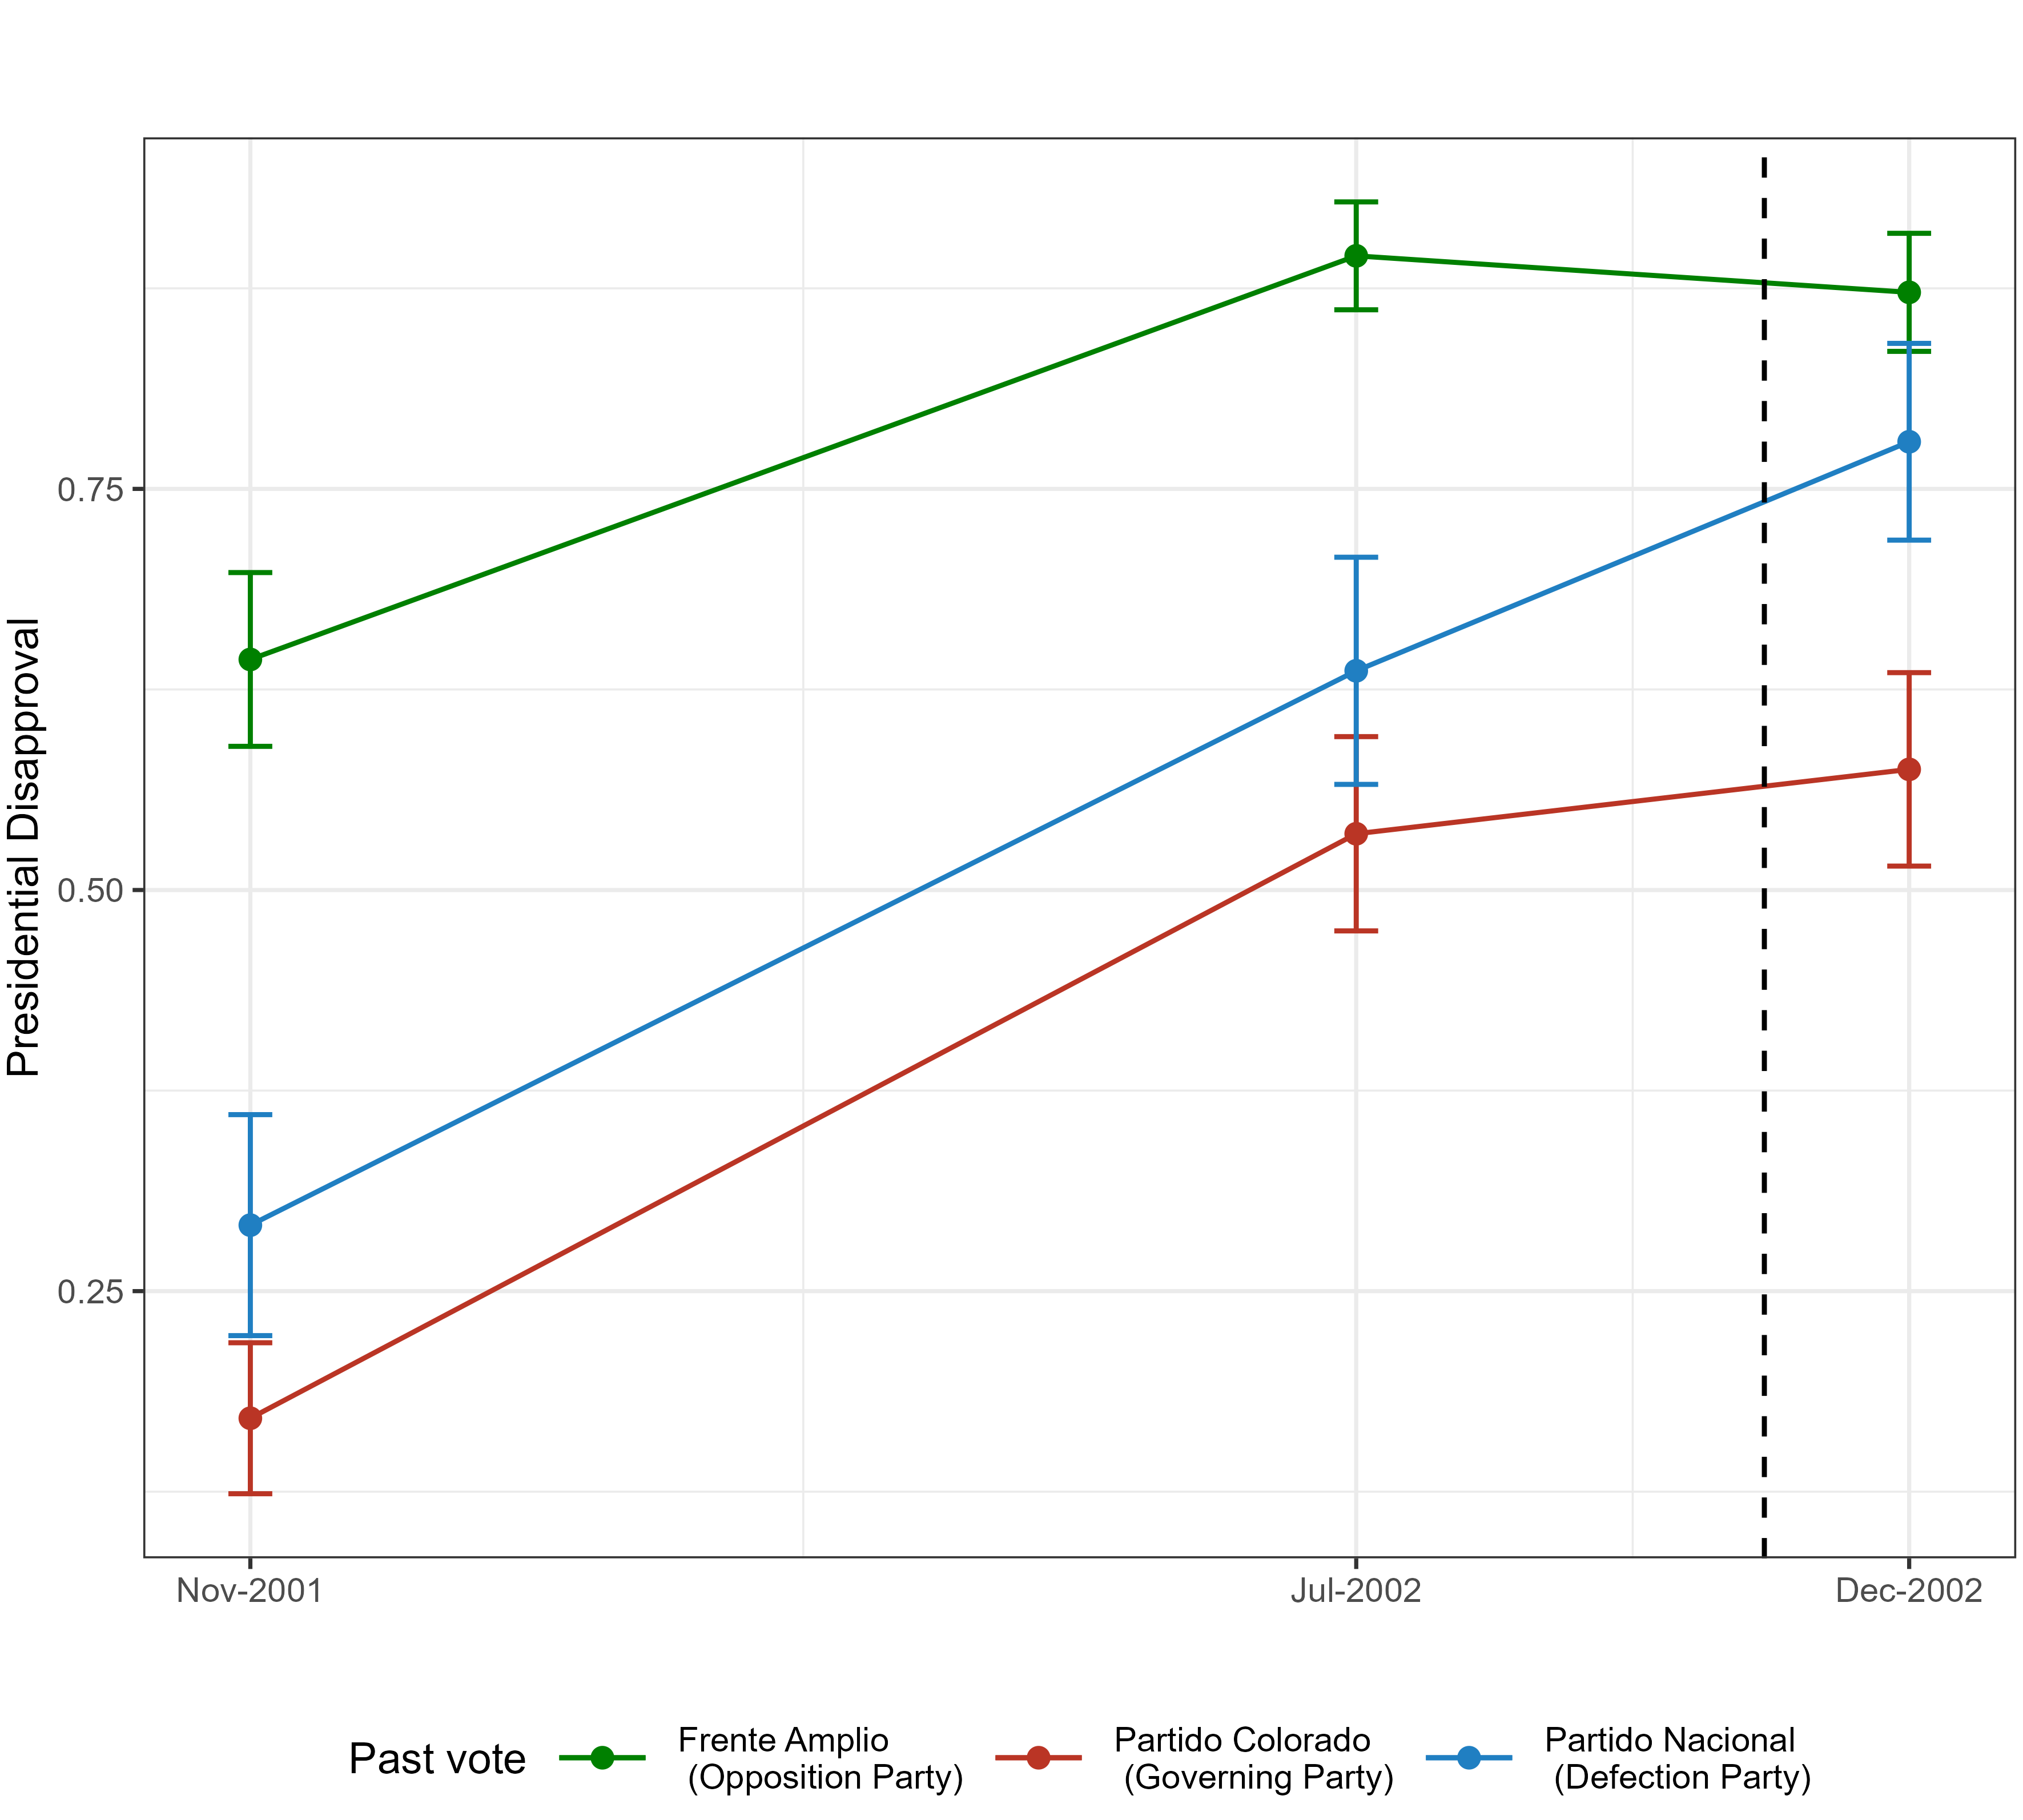 Presidential Disapproval
0.75
0.50
0.25
Nov-2001
Jul-2002
Dec-2002
Past vote
Frente Amplio
(Opposition Party)
Partido Colorado
(Governing Party)
Partido Nacional
(Defection Party)